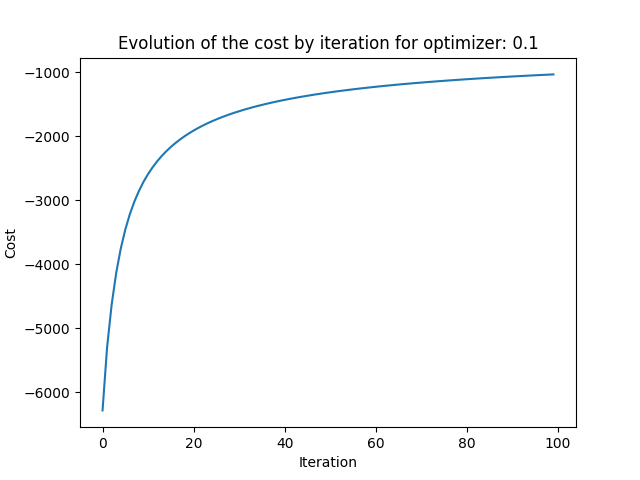 Evolution of the cost by iteration for optimizer: 0.1
−1000
−2000
−3000
−4000
−5000
−6000
Cost
0 20 40 60 80 100
Iteration